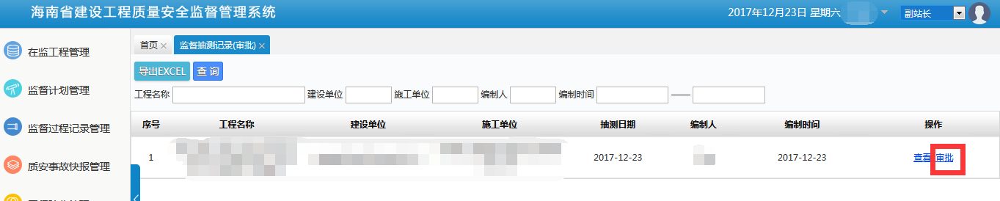 海南省建设工程质量安全监督管理系统
2017年12月23日 星期六 副站长
在监工程管理
监督计划管理
监督过程记录管理
质安事故快报管理
首页 监督抽测记录(审批)
导出EXCEL 查询
工程名称 建设单位 施工单位 编制人 编制时间 ——
序号 工程名称 建设单位 施工单位 抽测日期 编制人 编制时间 操作
1 2017-12-23 2017-12-23 查看 审批